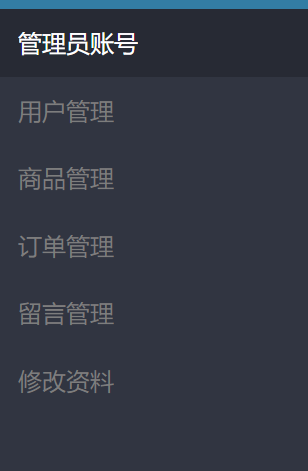 管理员账号
用户管理
商品管理
订单管理
留言管理
修改资料